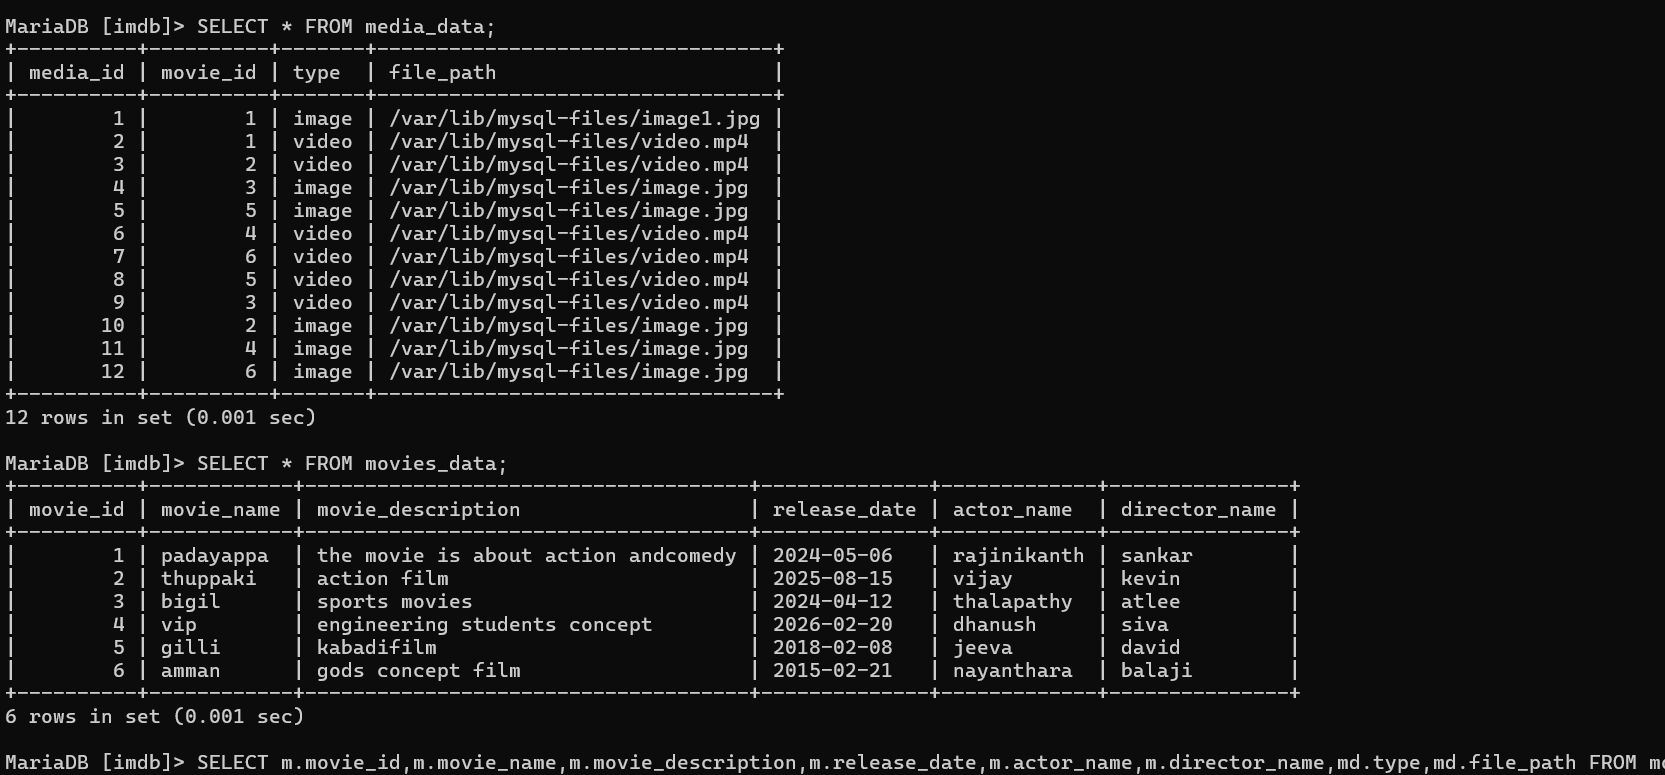 MariaDB [imdb]> SELECT * FROM media_data;
+----------+----------+-------+---------------------------------+
| media_id | movie_id | type  | file_path                       |
+----------+----------+-------+---------------------------------+
|        1 |        1 | image | /var/lib/mysql-files/image1.jpg |
|        2 |        1 | video | /var/lib/mysql-files/video.mp4  |
|        3 |        2 | video | /var/lib/mysql-files/video.mp4  |
|        4 |        3 | image | /var/lib/mysql-files/image.jpg  |
|        5 |        5 | image | /var/lib/mysql-files/image.jpg  |
|        6 |        4 | video | /var/lib/mysql-files/video.mp4  |
|        7 |        6 | video | /var/lib/mysql-files/video.mp4  |
|        8 |        5 | video | /var/lib/mysql-files/video.mp4  |
|        9 |        3 | video | /var/lib/mysql-files/video.mp4  |
|       10 |        2 | image | /var/lib/mysql-files/image.jpg  |
|       11 |        4 | image | /var/lib/mysql-files/image.jpg  |
|       12 |        6 | image | /var/lib/mysql-files/image.jpg  |
+----------+----------+-------+---------------------------------+
12 rows in set (0.001 sec)
MariaDB [imdb]> SELECT * FROM movies_data;
+----------+------------+-------------------------------------+--------------+-------------+---------------+
| movie_id | movie_name | movie_description                   | release_date | actor_name  | director_name |
+----------+------------+-------------------------------------+--------------+-------------+---------------+
|        1 | padayappa  | the movie is about action andcomedy | 2024-05-06   | rajinikanth | sankar        |
|        2 | thuppaki   | action film                         | 2025-08-15   | vijay       | kevin         |
|        3 | bigil      | sports movies                       | 2024-04-12   | thalapathy  | atlee         |
|        4 | vip        | engineering students concept        | 2026-02-20   | dhanush     | siva          |
|        5 | gilli      | kabadifilm                          | 2018-02-08   | jeeva       | david         |
|        6 | amman      | gods concept film                   | 2015-02-21   | nayanthara  | balaji        |
+----------+------------+-------------------------------------+--------------+-------------+---------------+
6 rows in set (0.001 sec)
MariaDB [imdb]> SELECT m.movie_id,m.movie_name,m.movie_description,m.release_date,m.actor_name,m.director_name,md.type,md.file_path FROM